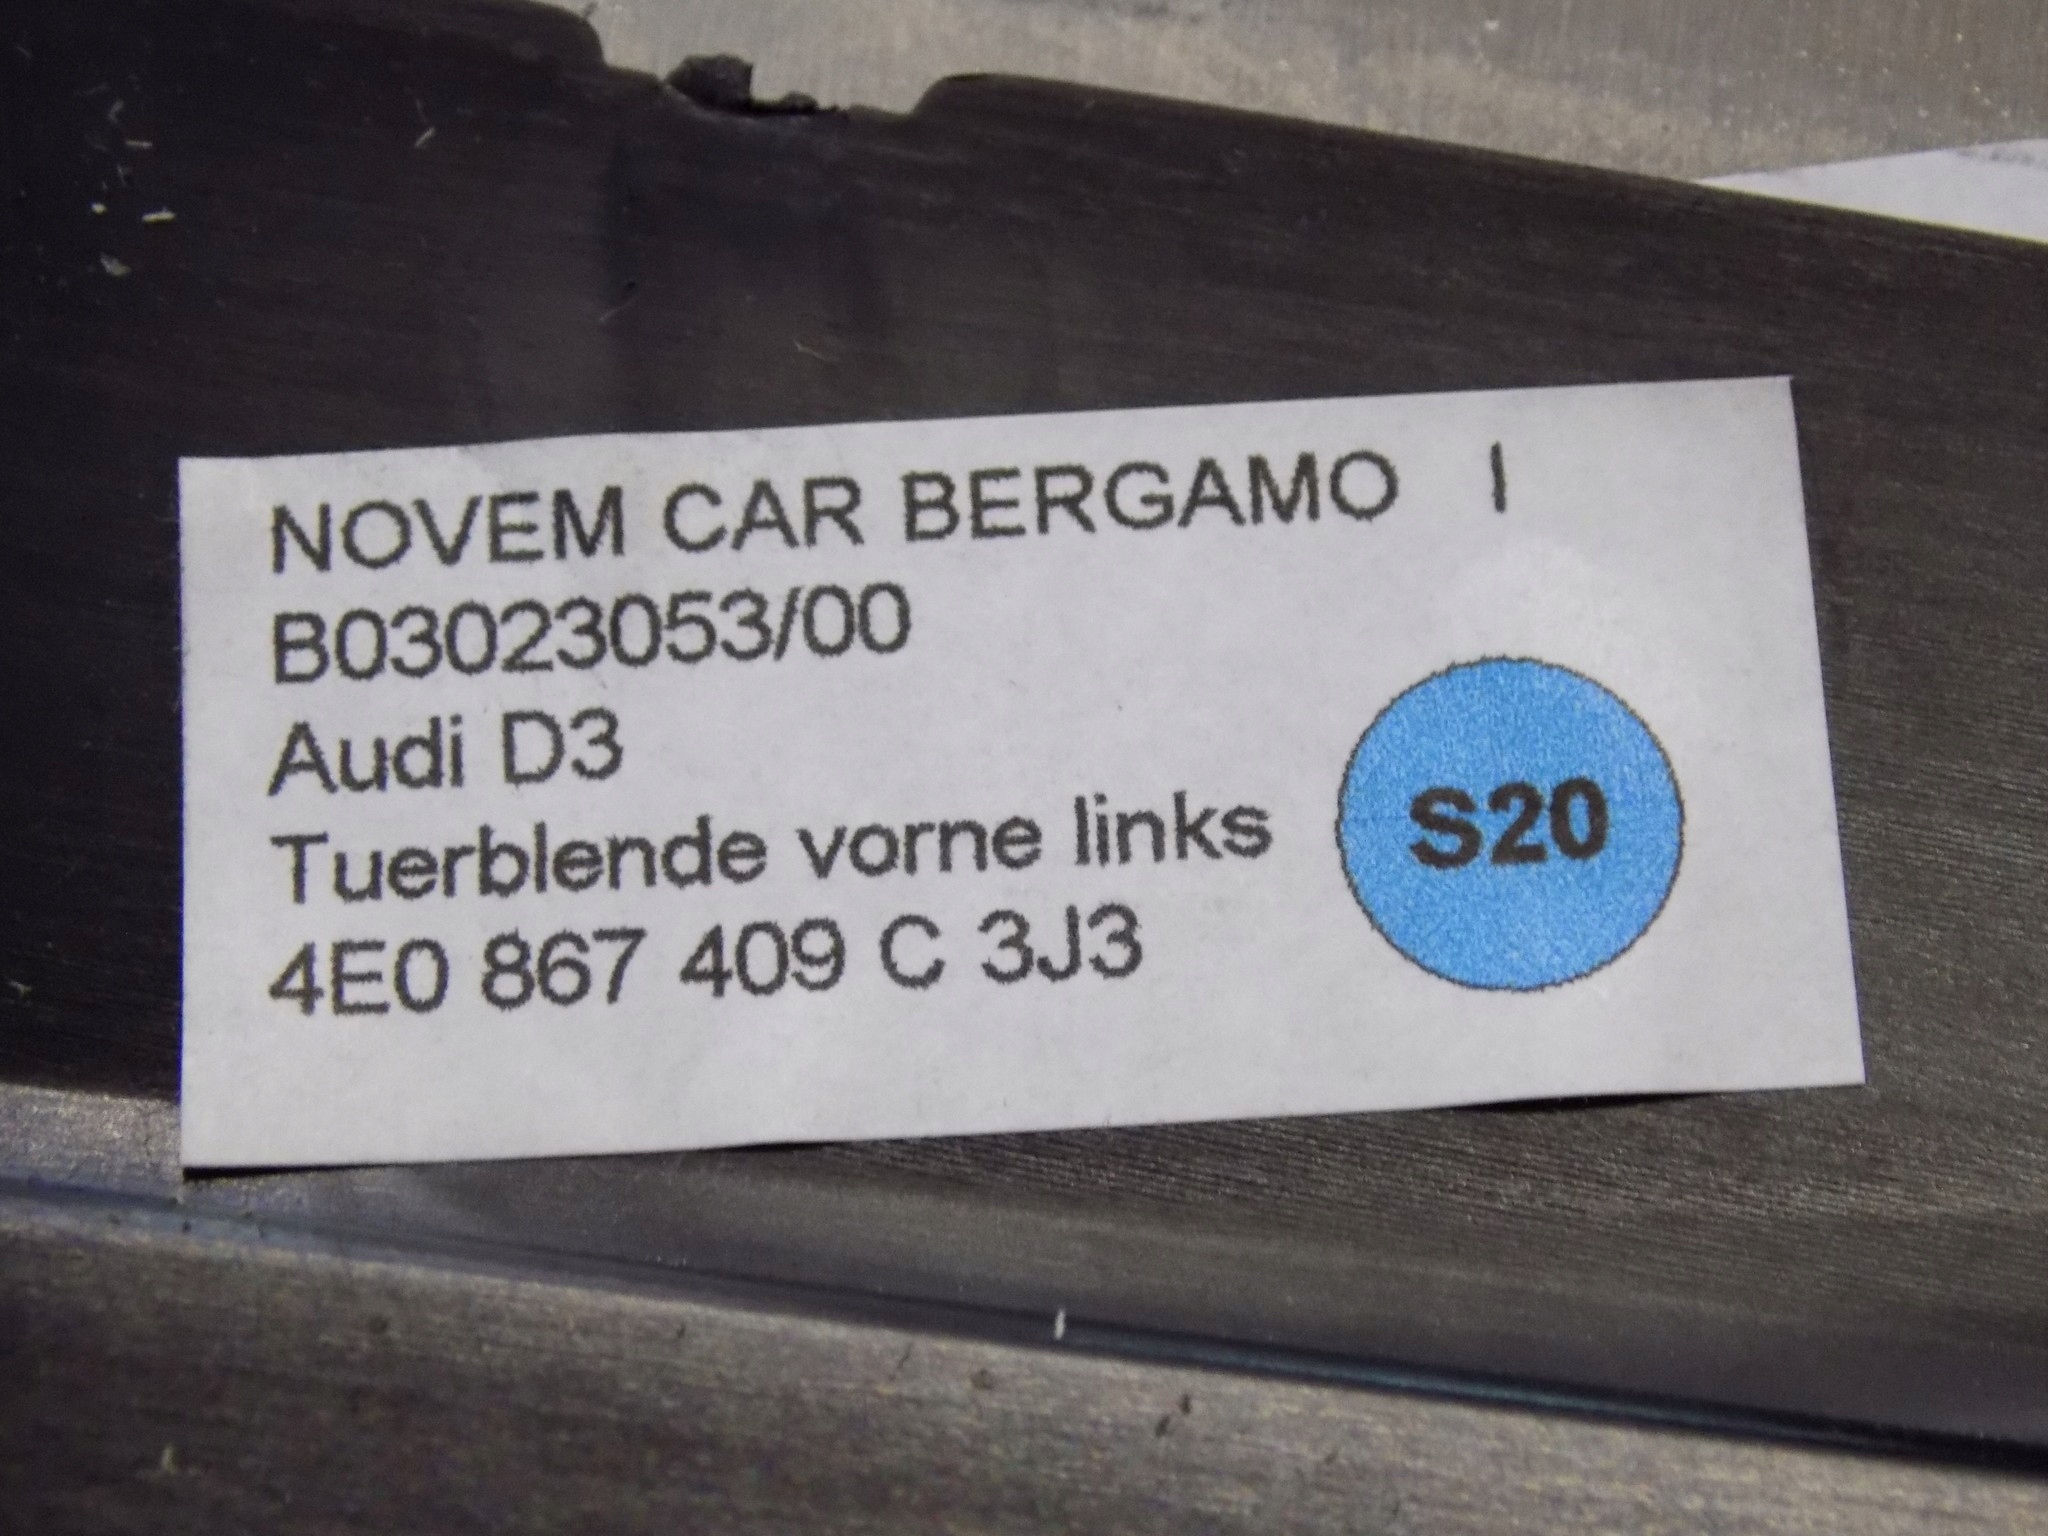 NOVEM CAR BERGAMO I
B03023053/00
Audi D3
Tuerblende vorne links
4E0 867 409 C 3J3
S20